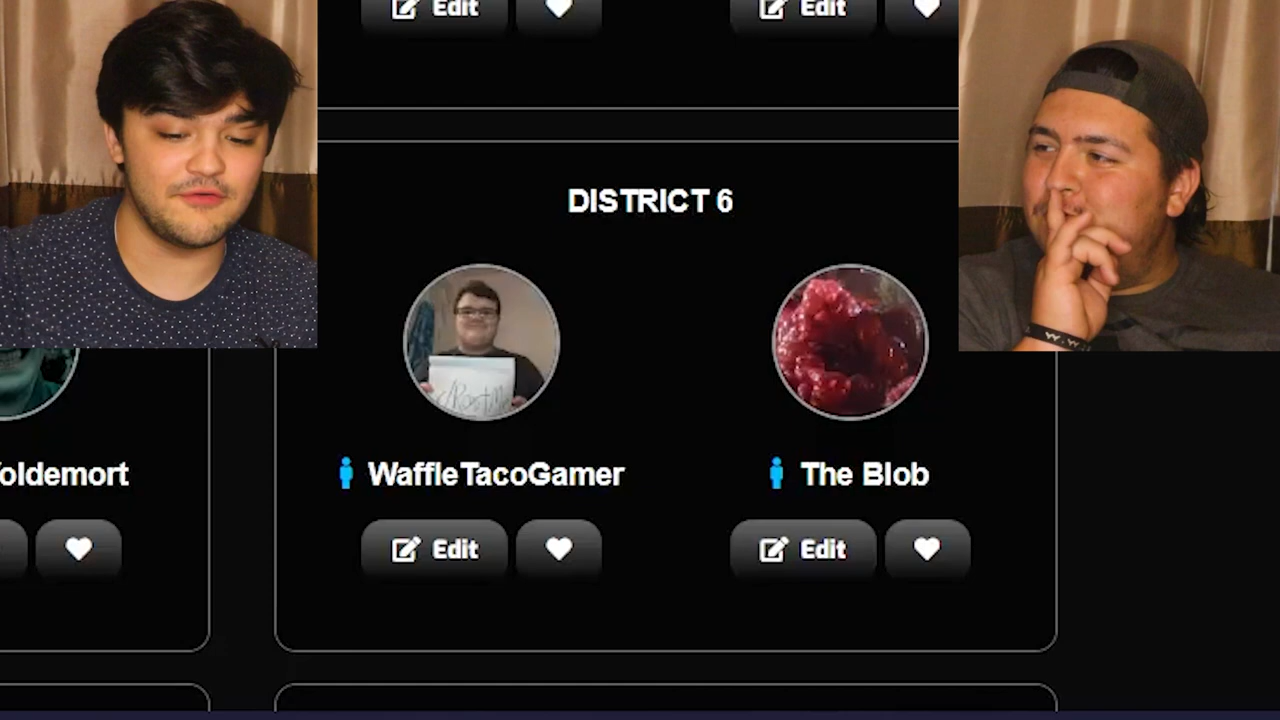 Edit
Edit
DISTRICT 6
oldemort
WaffleTacoGamer
The Blob
Edit
Edit